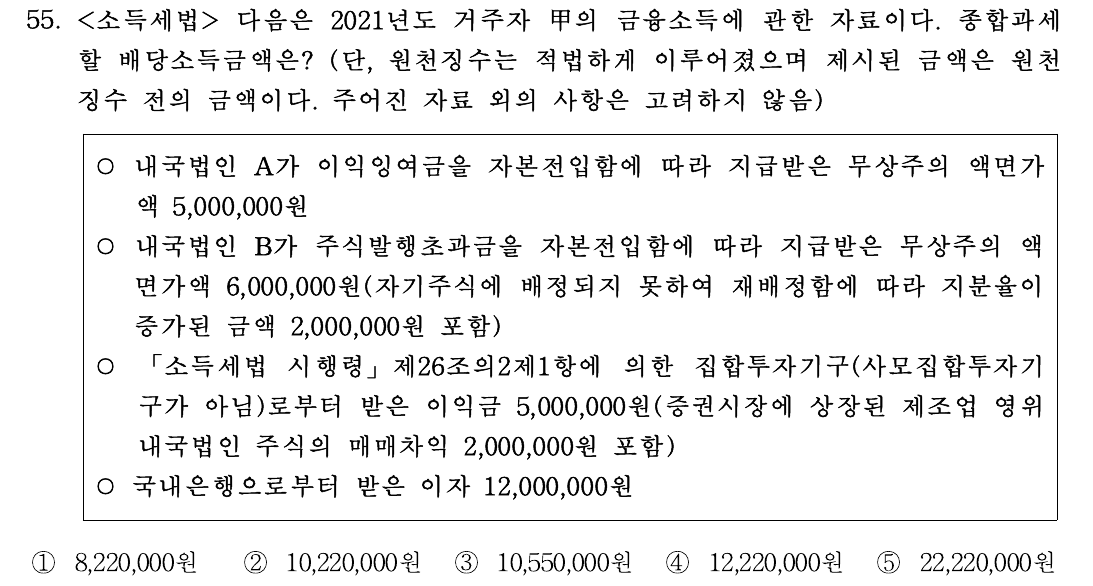 55. <소득세법> 다음은 2021년도 거주자 甲의 금융소득에 관한 자료이다. 종합과세
할 배당소득금액은? (단, 원천징수는 적법하게 이루어졌으며 제시된 금액은 원천
징수 전의 금액이다. 주어진 자료 외의 사항은 고려하지 않음)
○ 내국법인 A가 이익잉여금을 자본전입함에 따라 지급받은 무상주의 액면가
액 5,000,000원
○ 내국법인 B가 주식발행초과금을 자본전입함에 따라 지급받은 무상주의 액
면가액 6,000,000원(자기주식에 배정되지 못하여 재배정함에 따라 지분율이
증가된 금액 2,000,000원 포함)
○ 「소득세법 시행령」제26조의2제1항에 의한 집합투자기구(사모집합투자기
구가 아님)로부터 받은 이익금 5,000,000원(증권시장에 상장된 제조업 영위
내국법인 주식의 매매차익 2,000,000원 포함)
○ 국내은행으로부터 받은 이자 12,000,000원
① 8,220,000원 ② 10,220,000원 ③ 10,550,000원 ④ 12,220,000원 ⑤ 22,220,000원